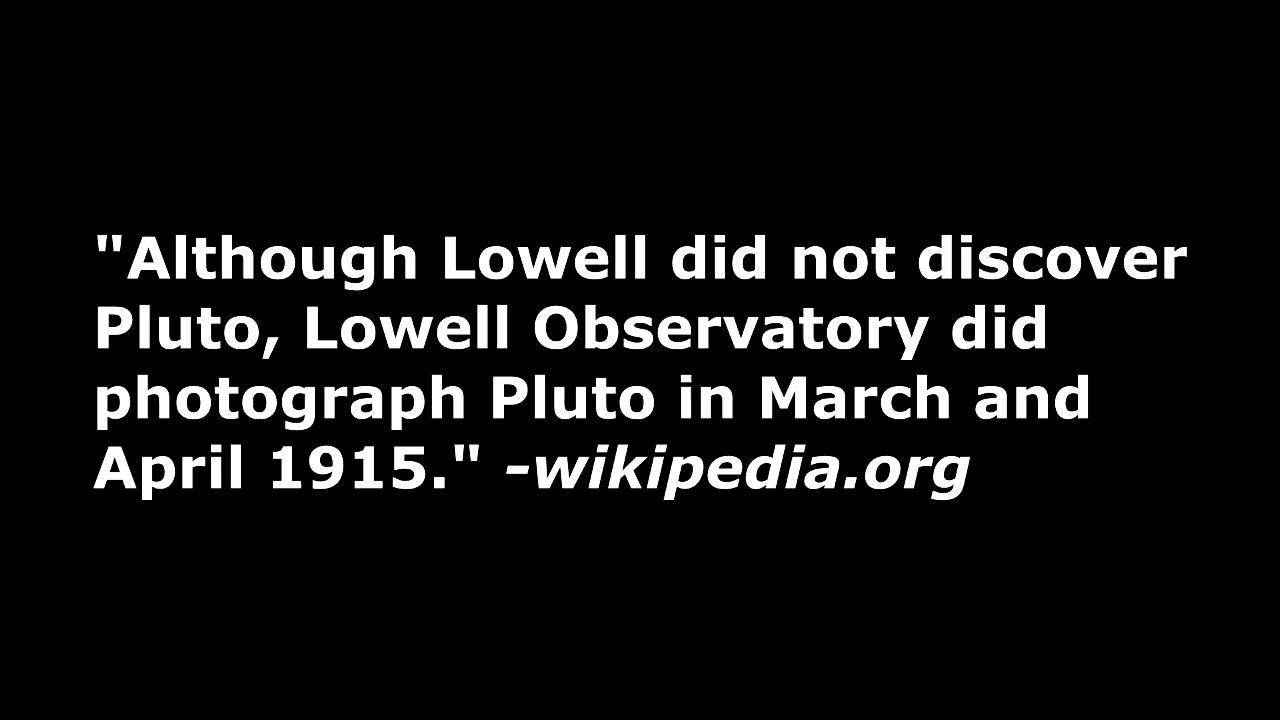 "Although Lowell did not discover
Pluto, Lowell Observatory did
photograph Pluto in March and
April 1915." -wikipedia.org